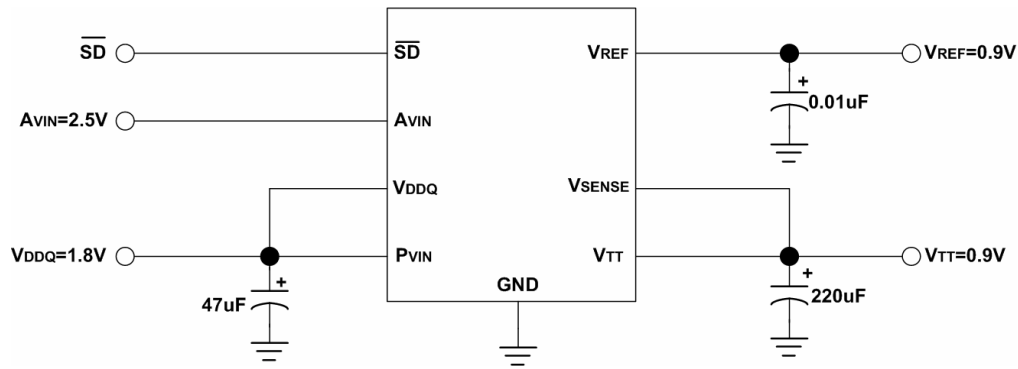 SD SD VREF VREF=0.9V
+
0.01uF
AVIN=2.5V AVIN
VDDQ VSENSE
VDDQ=1.8V PVIN VTT VTT=0.9V
GND
+ +
47uF 220uF